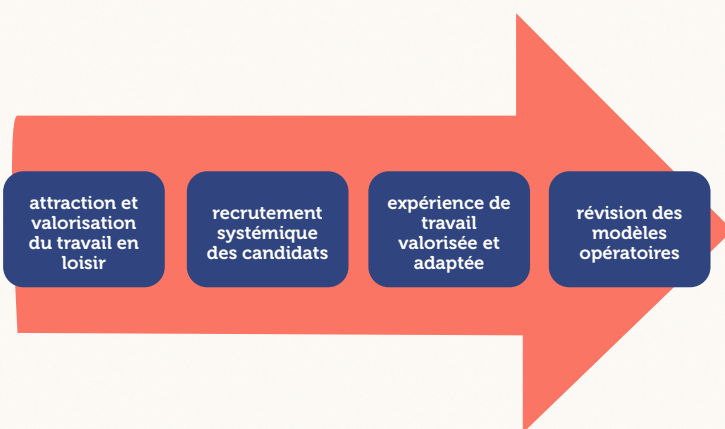 attraction et
valorisation
du travail en
loisir
recrutement
systémique
des candidats
expérience de
travail
valorisée et
adaptée
révision des
modèles
opératoires